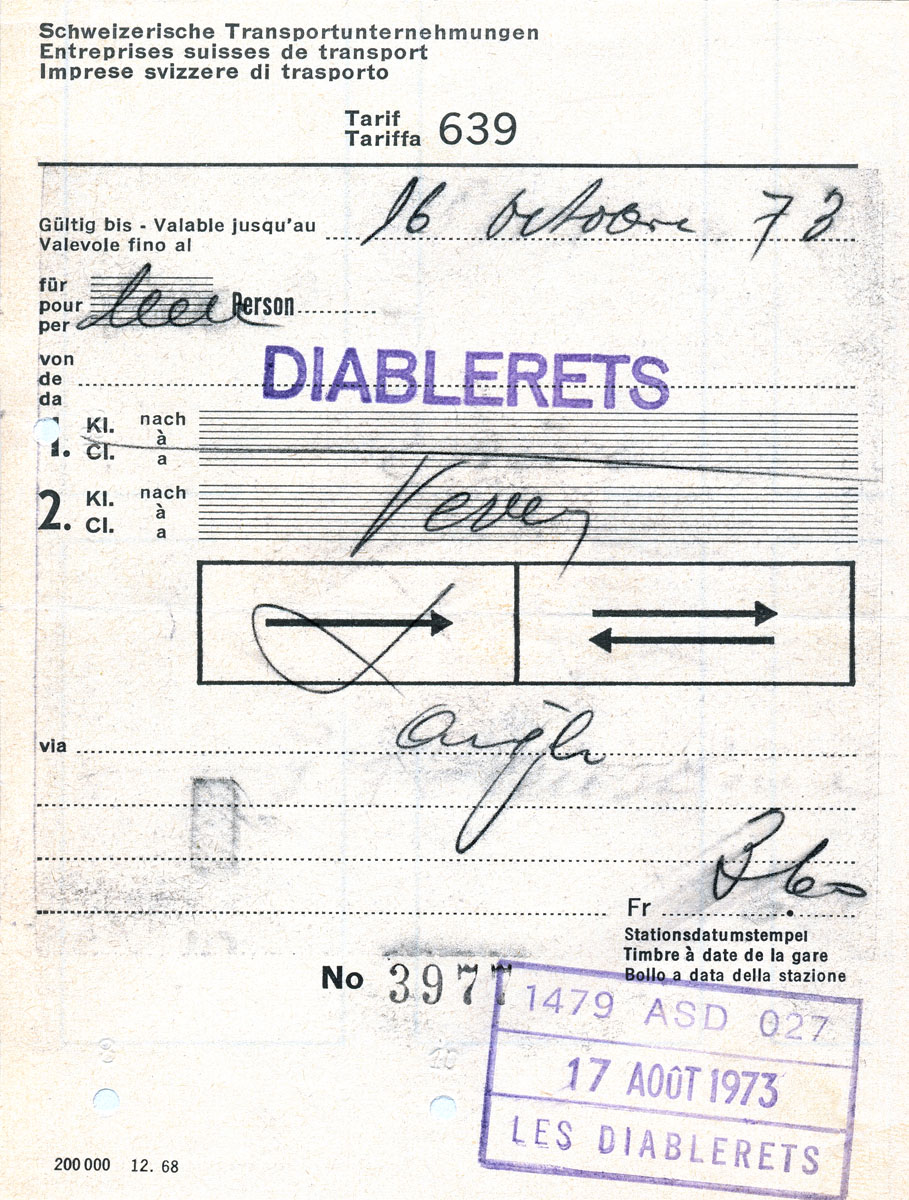 Schweizerische Transportunternehmungen
Entreprises suisses de transport
Imprese svizzere di trasporto
Tarif
Tariffa 639
Gültig bis - Valable jusqu'au
Valevole fino al 16 octobre 73
für
pour
per
Person
von
de
da
DIABLERETS
1. Kl. Cl. nach à a
2. Kl. Cl. nach à a Vevey
via Aigle
Fr
Stationsdatumstempel
Timbre à date de la gare
Bollo a data della stazione
No 3977
1479 ASD 027
17 AOÛT 1973
LES DIABLERETS
200 000 12. 68